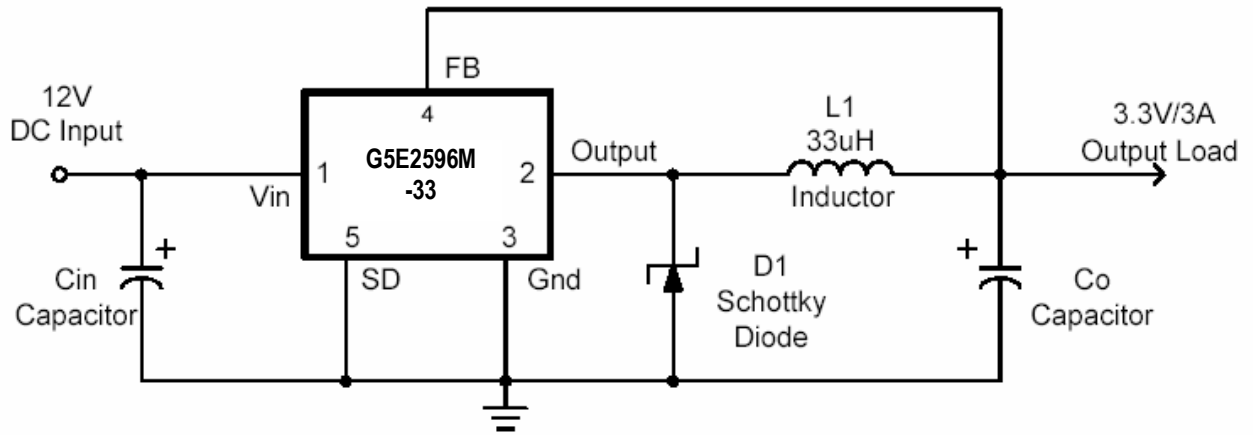 FB
12V
DC Input
4
G5E2596M
-33
1
2
Vin
Output
L1
33uH
Inductor
3.3V/3A
Output Load
5
3
SD
Gnd
+
Cin
Capacitor
D1
Schottky
Diode
+
Co
Capacitor